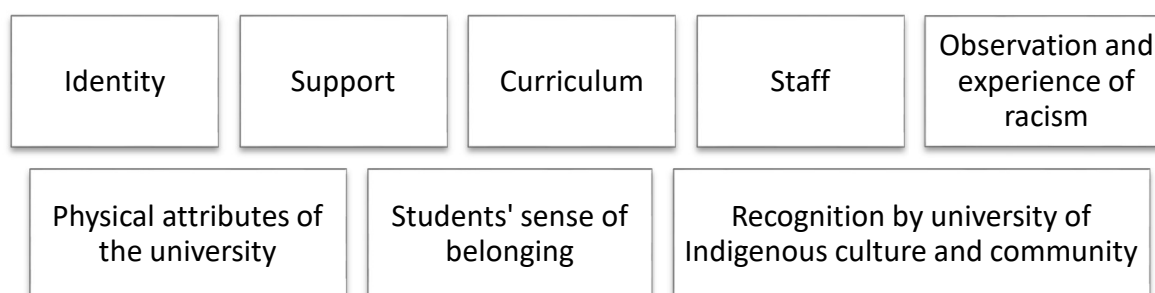 Identity
Support
Curriculum
Staff
Observation and
experience of
racism
Physical attributes of
the university
Students' sense of
belonging
Recognition by university of
Indigenous culture and community